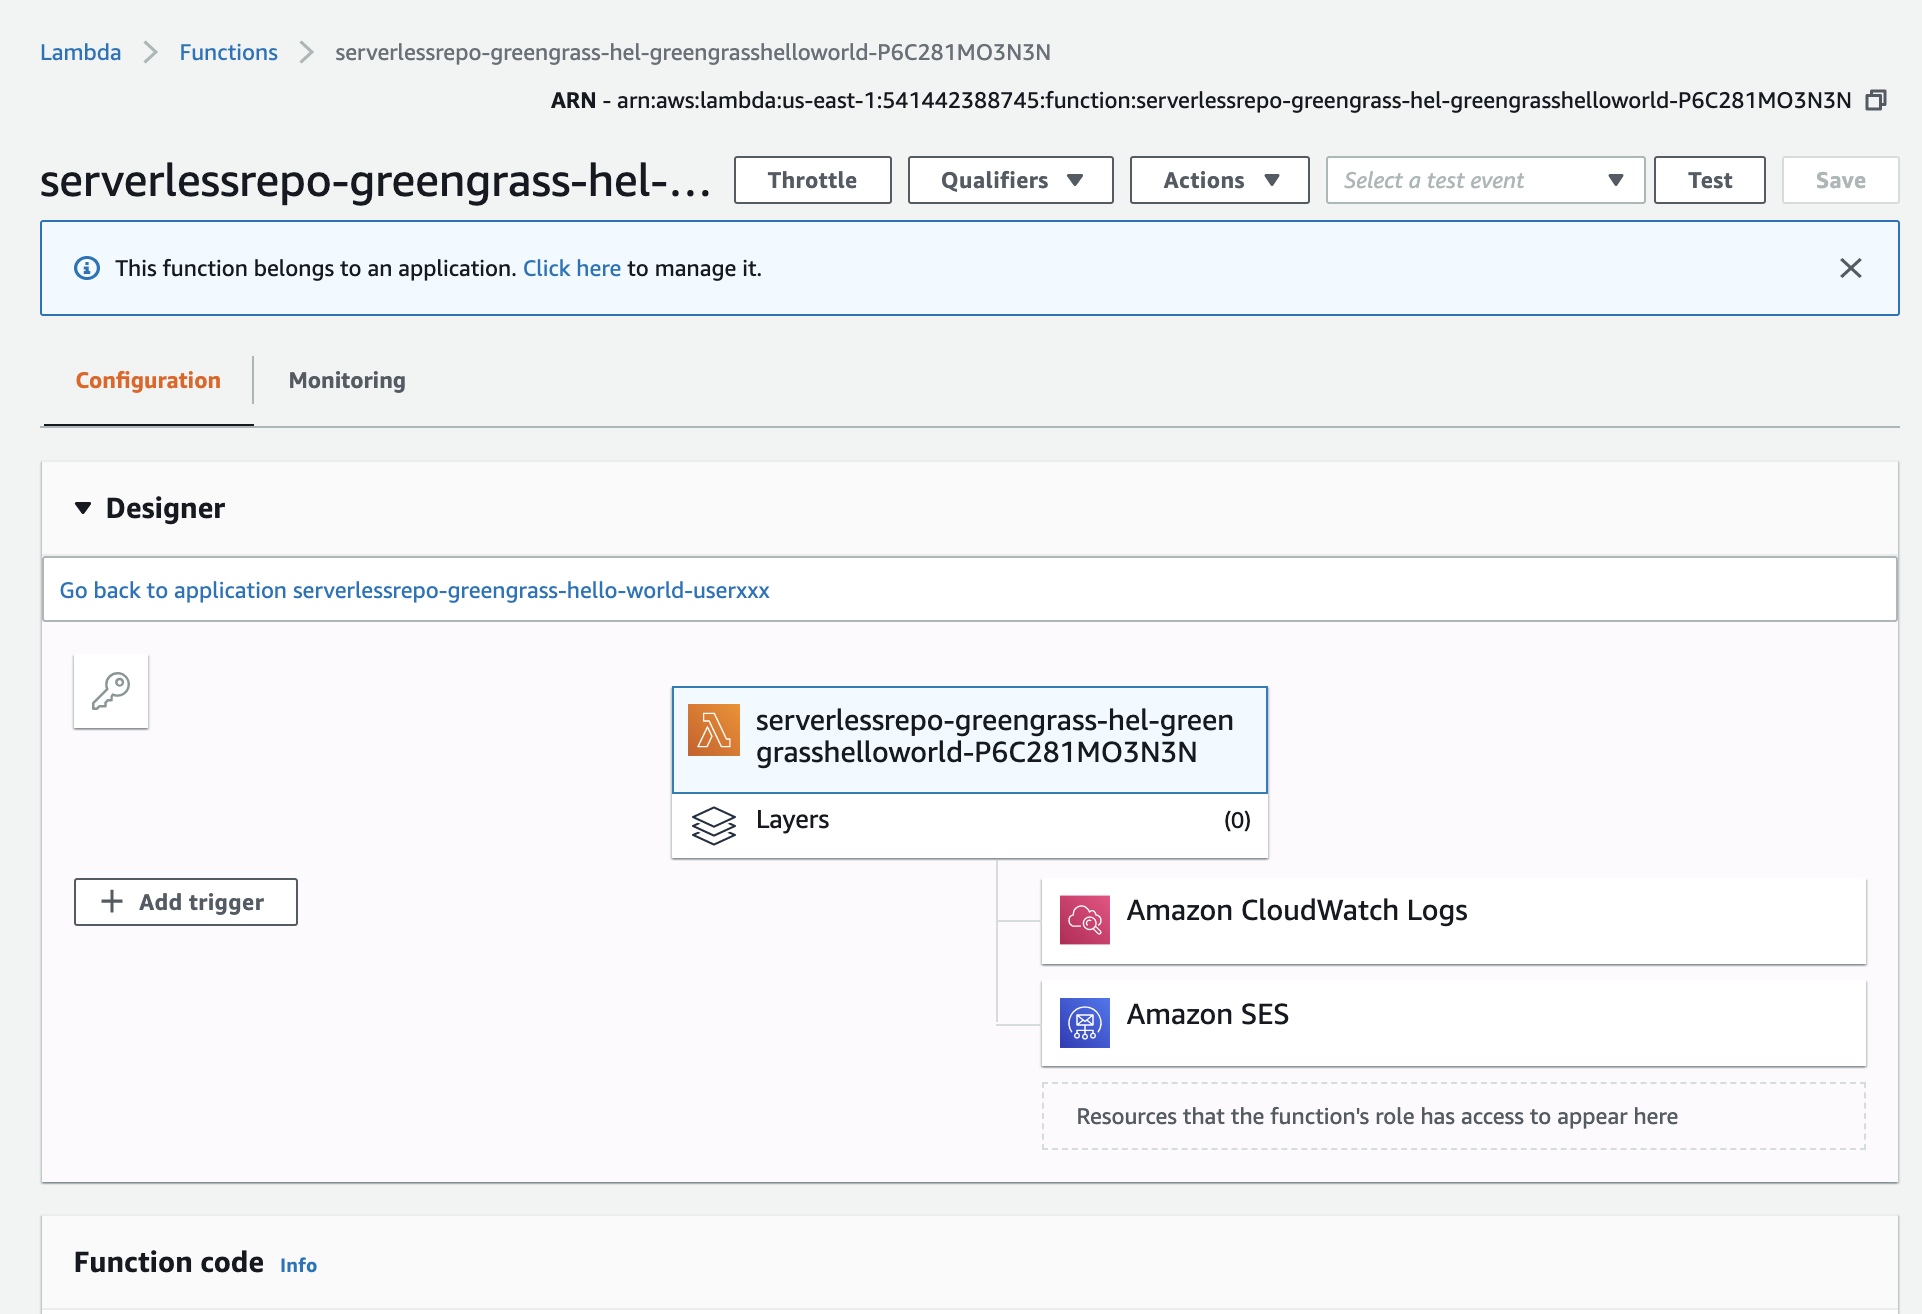 Lambda > Functions > serverlessrepo-greengrass-hel-greengrasshelloworld-P6C281MO3N3N
ARN - arn:aws:lambda:us-east-1:541442388745:function:serverlessrepo-greengrass-hel-greengrasshelloworld-P6C281MO3N3N
serverlessrepo-greengrass-hel-... Throttle Qualifiers Actions Select a test event Test Save
This function belongs to an application. Click here to manage it.
Configuration Monitoring
Designer
Go back to application serverlessrepo-greengrass-hello-world-userxxx
serverlessrepo-greengrass-hel-green
grasshelloworld-P6C281MO3N3N
Layers (0)
Add trigger
Amazon CloudWatch Logs
Amazon SES
Resources that the function's role has access to appear here
Function code Info